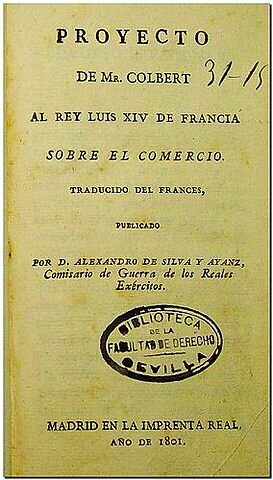 PROYECTO
DE MR. COLBERT
31-15
AL REY LUIS XIV DE FRANCIA
SOBRE EL COMERCIO.
TRADUCIDO DEL FRANCES,
PUBLICADO
POR D. ALEXANDRO DE SILVA Y AYANZ,
Comisario de Guerra de los Reales
Exércitos.
BIBLIOTECA
DE LA
FACULTAD DE DERECHO
SEVILLA
MADRID EN LA IMPRENTA REAL,
AÑO DE 1801.